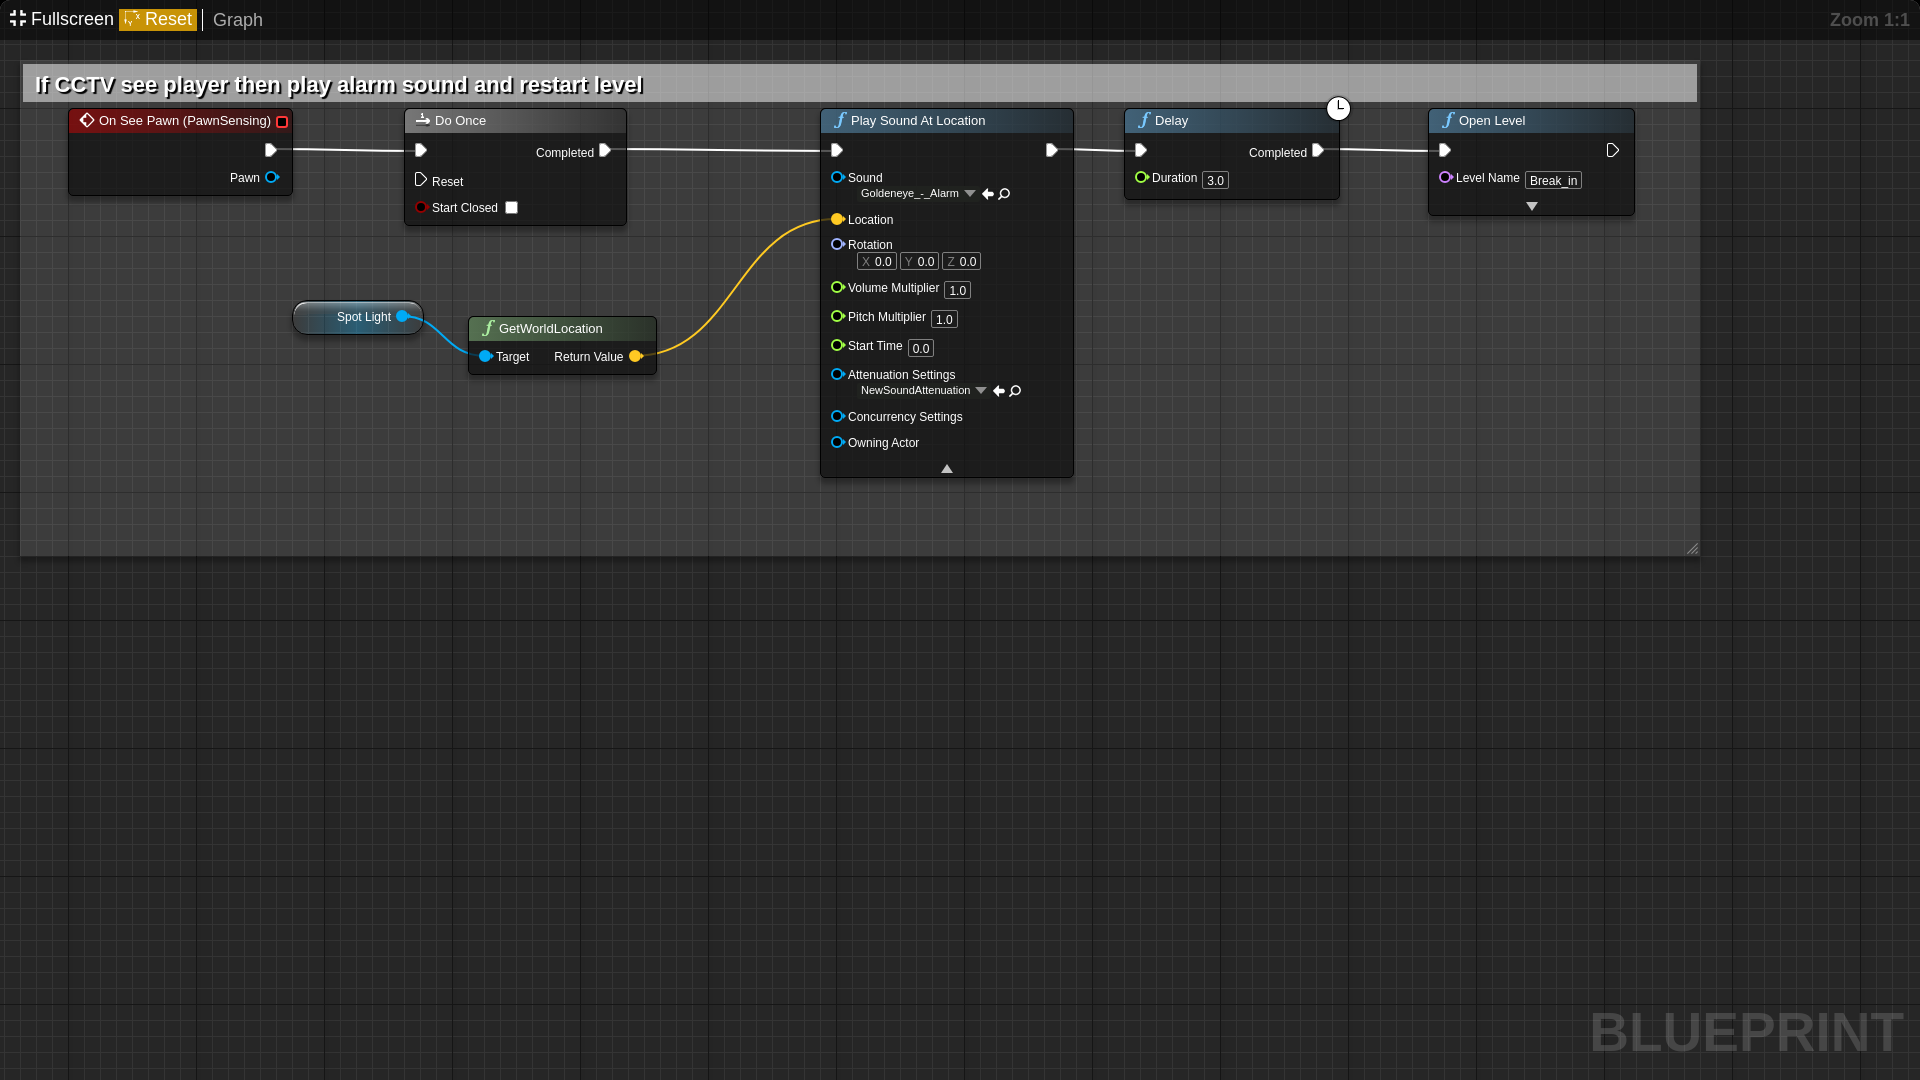 Fullscreen Reset Graph Zoom 1:1
If CCTV see player then play alarm sound and restart level
On See Pawn (PawnSensing)
Pawn
Do Once
Completed
Reset
Start Closed
Spot Light
GetWorldLocation
Target Return Value
Play Sound At Location
Sound
Goldeneye_-_Alarm
Location
Rotation
X 0.0 Y 0.0 Z 0.0
Volume Multiplier 1.0
Pitch Multiplier 1.0
Start Time 0.0
Attenuation Settings
NewSoundAttenuation
Concurrency Settings
Owning Actor
Delay
Completed
Duration 3.0
Open Level
Level Name Break_in
BLUEPRINT